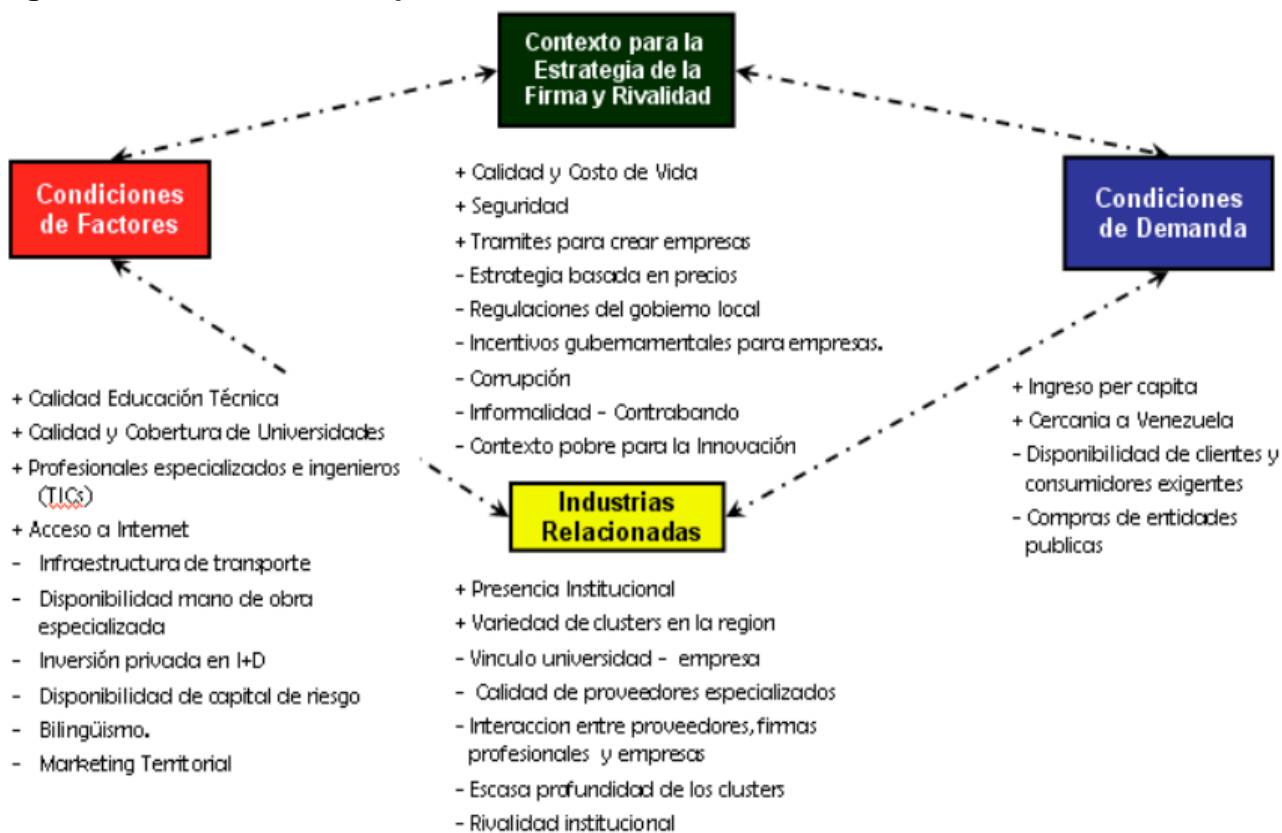 Contexto para la
Estrategia de la
Firma y Rivalidad
Condiciones
de Factores
Condiciones
de Demanda
+ Calidad y Costo de Vida
+ Seguridad
+ Tramites para crear empresas
- Estrategia basada en precios
- Regulaciones del gobierno local
- Incentivos gubernamentales para empresas.
- Corrupción
- Informalidad - Contrabando
- Contexto pobre para la Innovación
+ Calidad Educación Técnica
+ Calidad y Cobertura de Universidades
+ Profesionales especializados e ingenieros
(TICs)
+ Acceso a Internet
- Infraestructura de transporte
- Disponibilidad mano de obra
especializada
- Inversión privada en I+D
- Disponibilidad de capital de riesgo
- Bilingüismo.
- Marketing Territorial
+ Ingreso per capita
+ Cercania a Venezuela
- Disponibilidad de clientes y
consumidores exigentes
- Compras de entidades
publicas
Industrias
Relacionadas
+ Presencia Institucional
+ Variedad de clusters en la region
- Vinculo universidad - empresa
- Calidad de proveedores especializados
- Interaccion entre proveedores, firmas
profesionales y empresas
- Escasa profundidad de los clusters
- Rivalidad institucional